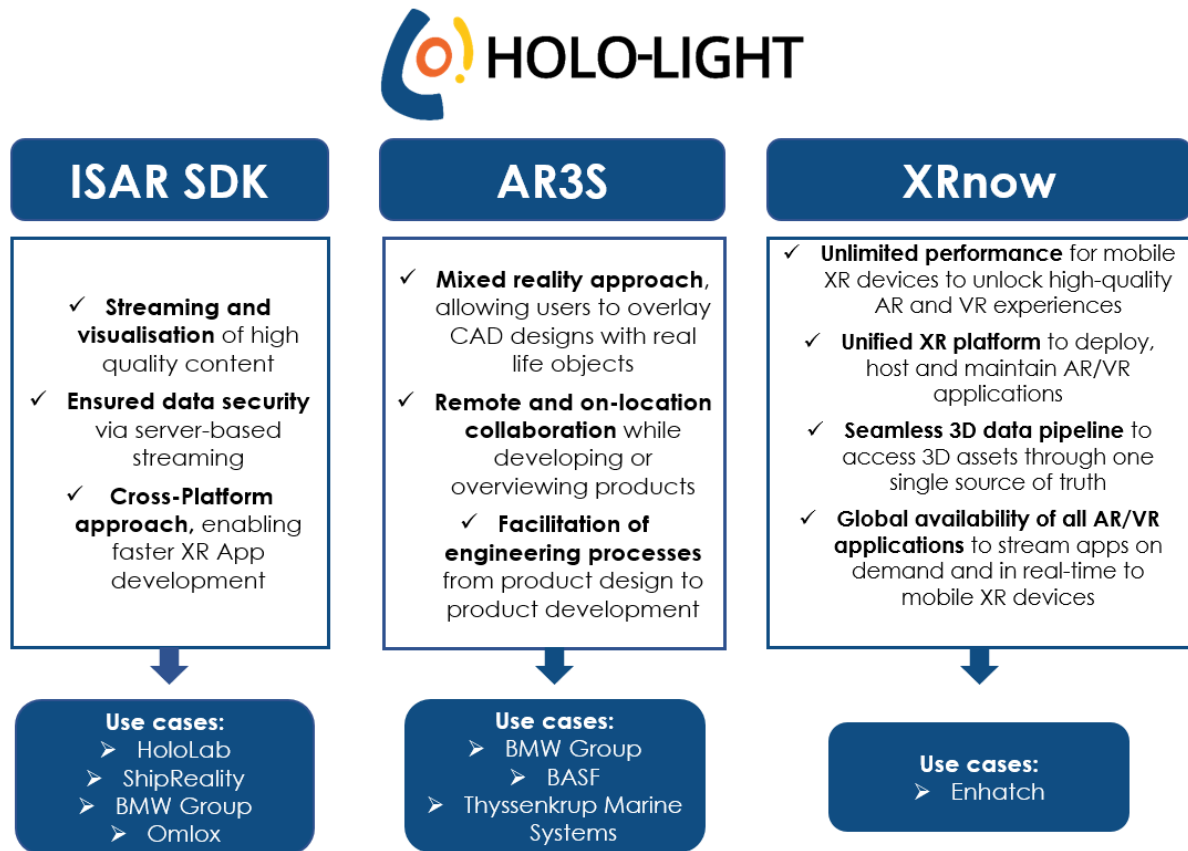 HOLO-LIGHT
ISAR SDK
✓ Streaming and
visualisation of high
quality content
✓ Ensured data security
via server-based
streaming
✓ Cross-Platform
approach, enabling
faster XR App
development
Use cases:
➢ HoloLab
➢ ShipReality
➢ BMW Group
➢ Omlox
AR3S
✓ Mixed reality approach,
allowing users to overlay
CAD designs with real
life objects
✓ Remote and on-location
collaboration while
developing or
overviewing products
✓ Facilitation of
engineering processes
from product design to
product development
Use cases:
➢ BMW Group
➢ BASF
➢ Thyssenkrup Marine
Systems
XRnow
✓ Unlimited performance for mobile
XR devices to unlock high-quality
AR and VR experiences
✓ Unified XR platform to deploy,
host and maintain AR/VR
applications
✓ Seamless 3D data pipeline to
access 3D assets through one
single source of truth
✓ Global availability of all AR/VR
applications to stream apps on
demand and in real-time to
mobile XR devices
Use cases:
➢ Enhatch